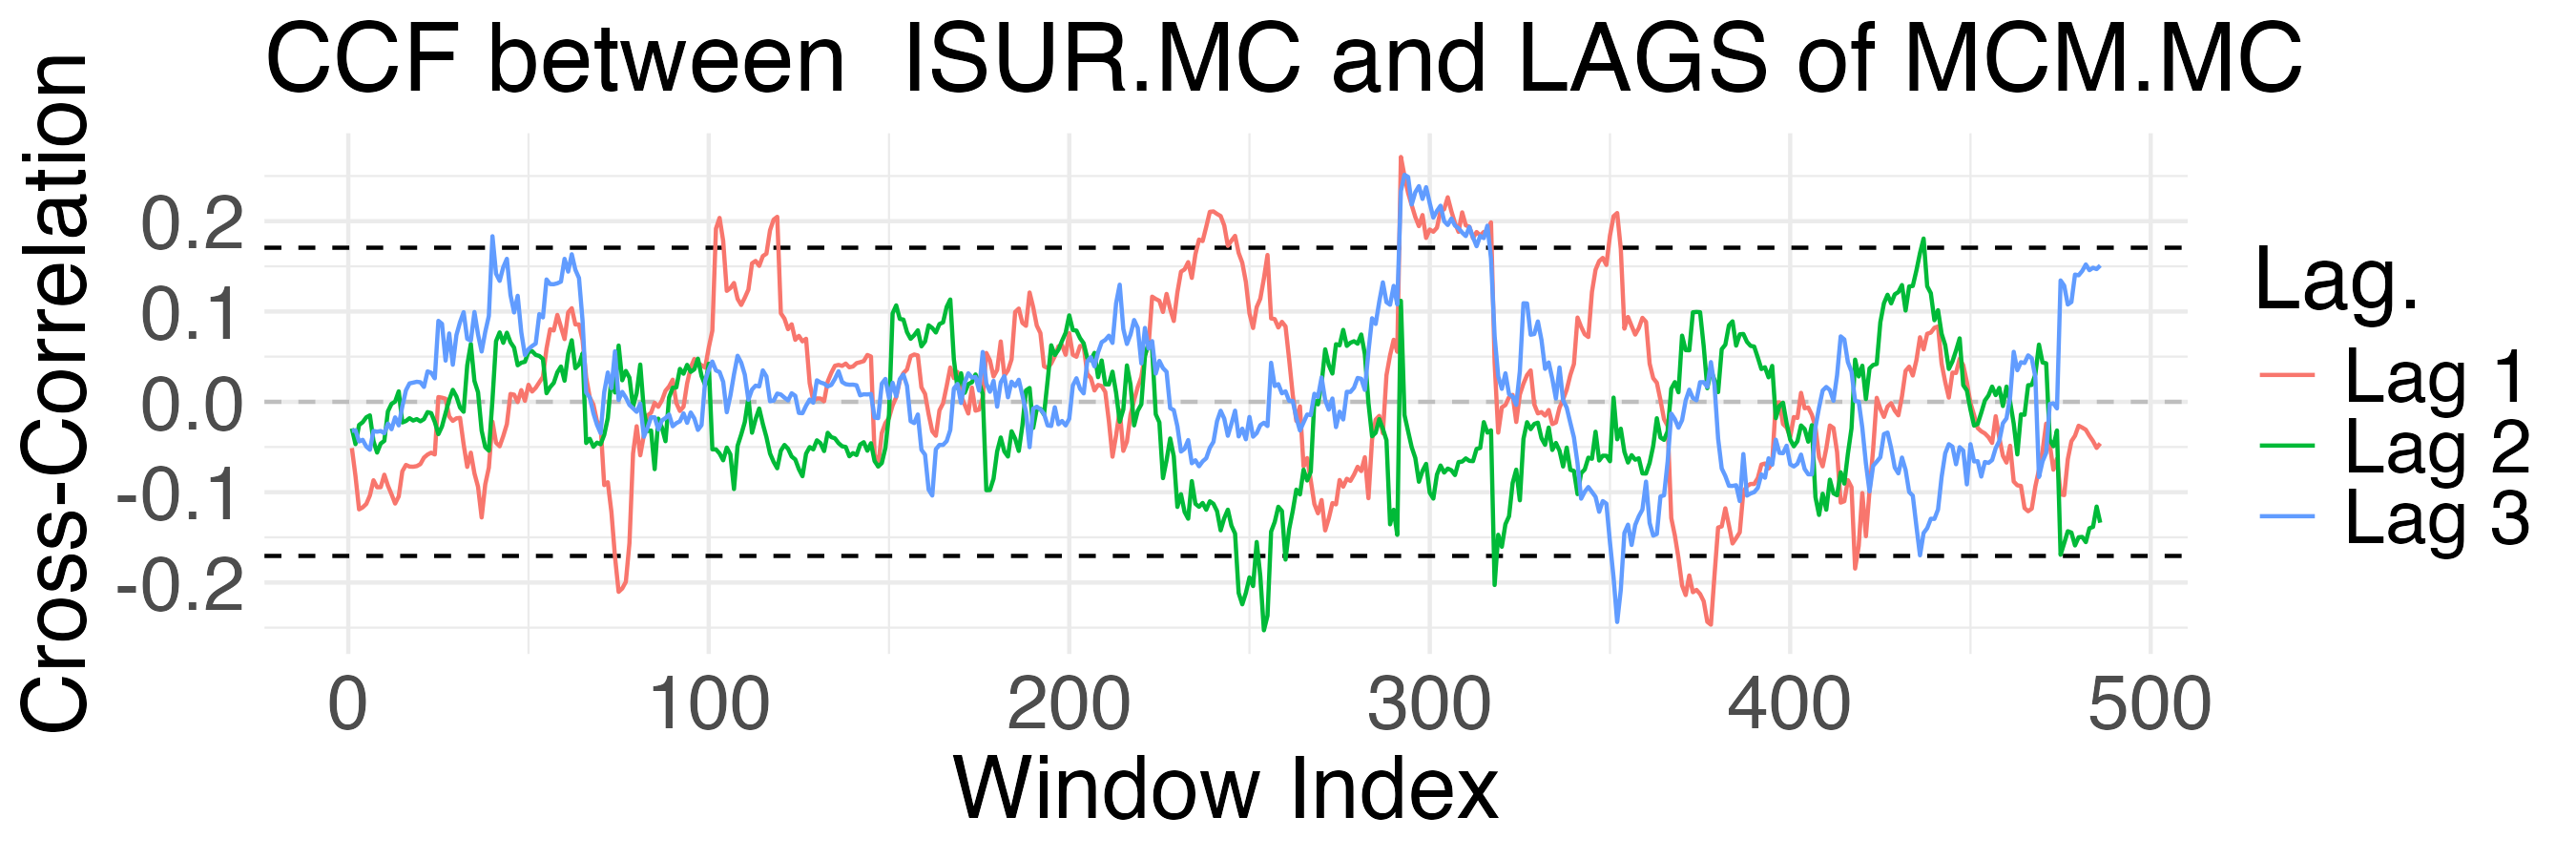 CCF between  ISUR.MC and LAGS of MCM.MC
Cross-Correlation
0.2
0.1
0.0
-0.1
-0.2
0 100 200 300 400 500
Window Index
Lag.
Lag 1
Lag 2
Lag 3